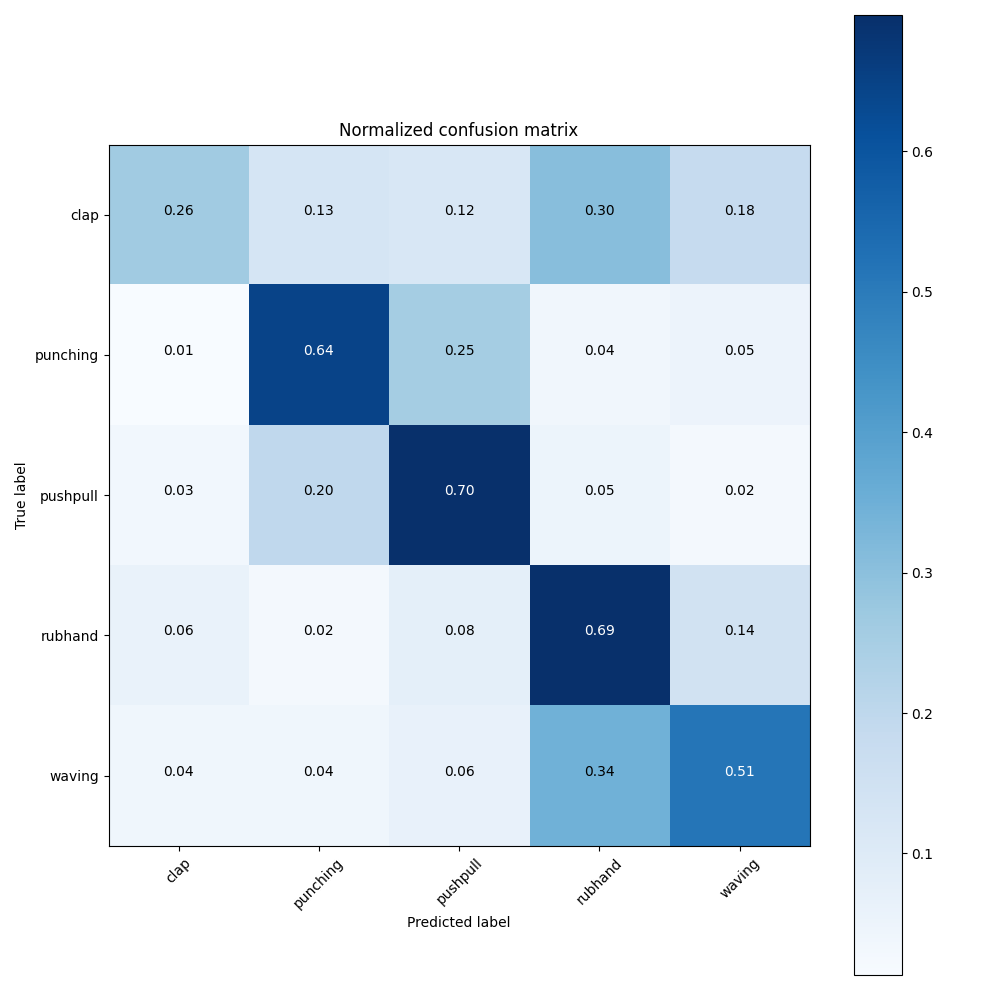 Normalized confusion matrix
True label
clap 0.26 0.13 0.12 0.30 0.18
punching 0.01 0.64 0.25 0.04 0.05
pushpull 0.03 0.20 0.70 0.05 0.02
rubhand 0.06 0.02 0.08 0.69 0.14
waving 0.04 0.04 0.06 0.34 0.51
clap punching pushpull rubhand waving
Predicted label
0.6
0.5
0.4
0.3
0.2
0.1